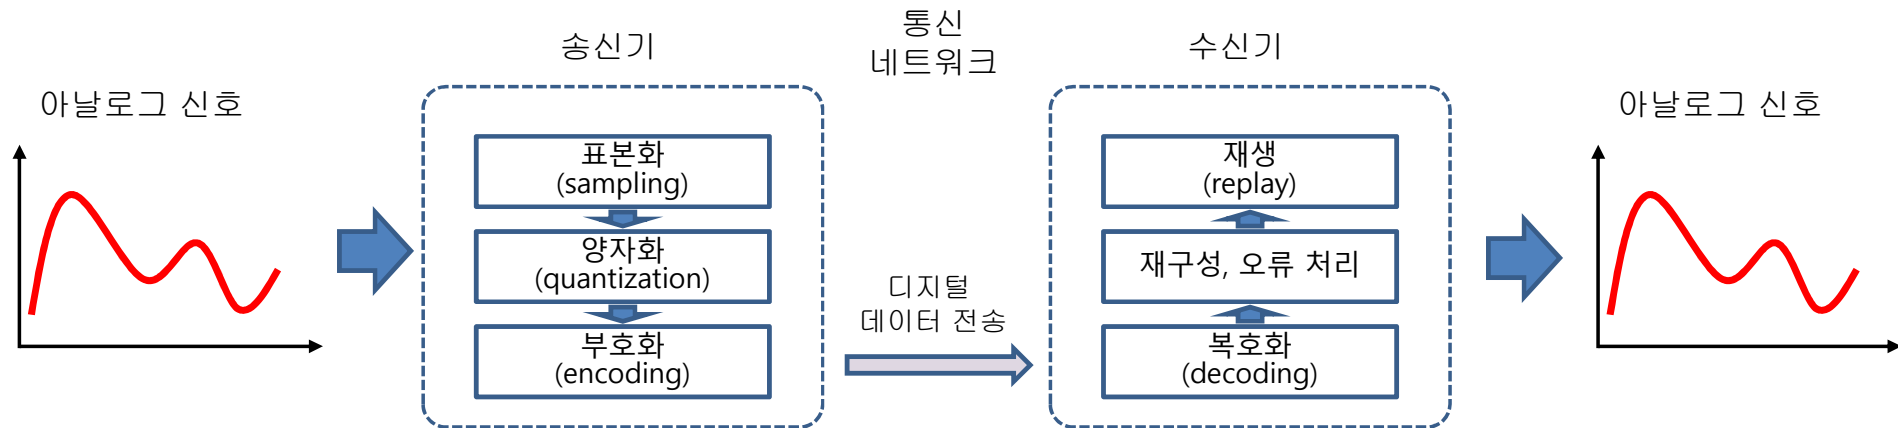 아날로그 신호
송신기
표본화
(sampling)
양자화
(quantization)
부호화
(encoding)
통신
네트워크
디지털
데이터 전송
수신기
재생
(replay)
재구성, 오류 처리
복호화
(decoding)
아날로그 신호